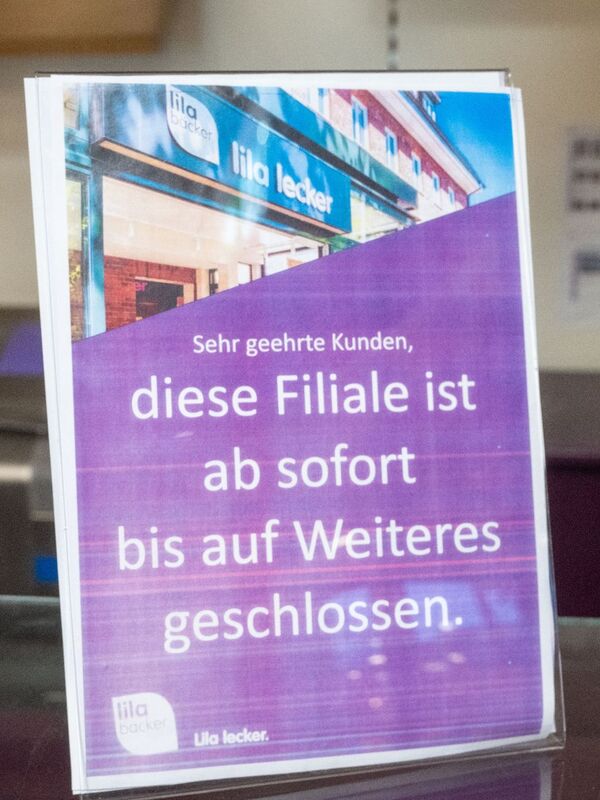 lila
bäcker
lila lecker
Sehr geehrte Kunden,
diese Filiale ist
ab sofort
bis auf Weiteres
geschlossen.
lila
bäcker
Lila lecker.